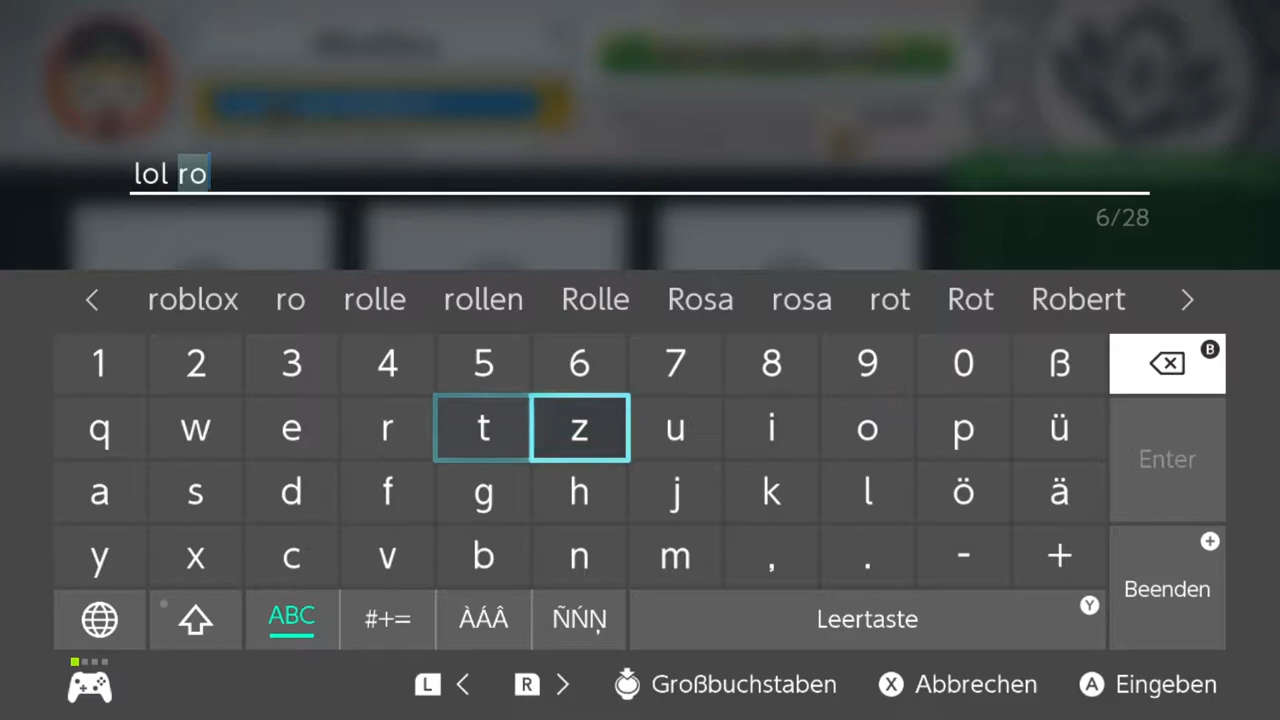 lol ro
6/28
< roblox ro rolle rollen Rolle Rosa rosa rot Rot Robert >
1 2 3 4 5 6 7 8 9 0 ß B
q w e r t z u i o p ü
Enter
a s d f g h j k l ö ä
y x c v b n m , . - +
+
Beenden
ABC #+= ÀÁÂ ÑŃŅ Leertaste Y
L < R > Großbuchstaben X Abbrechen A Eingeben